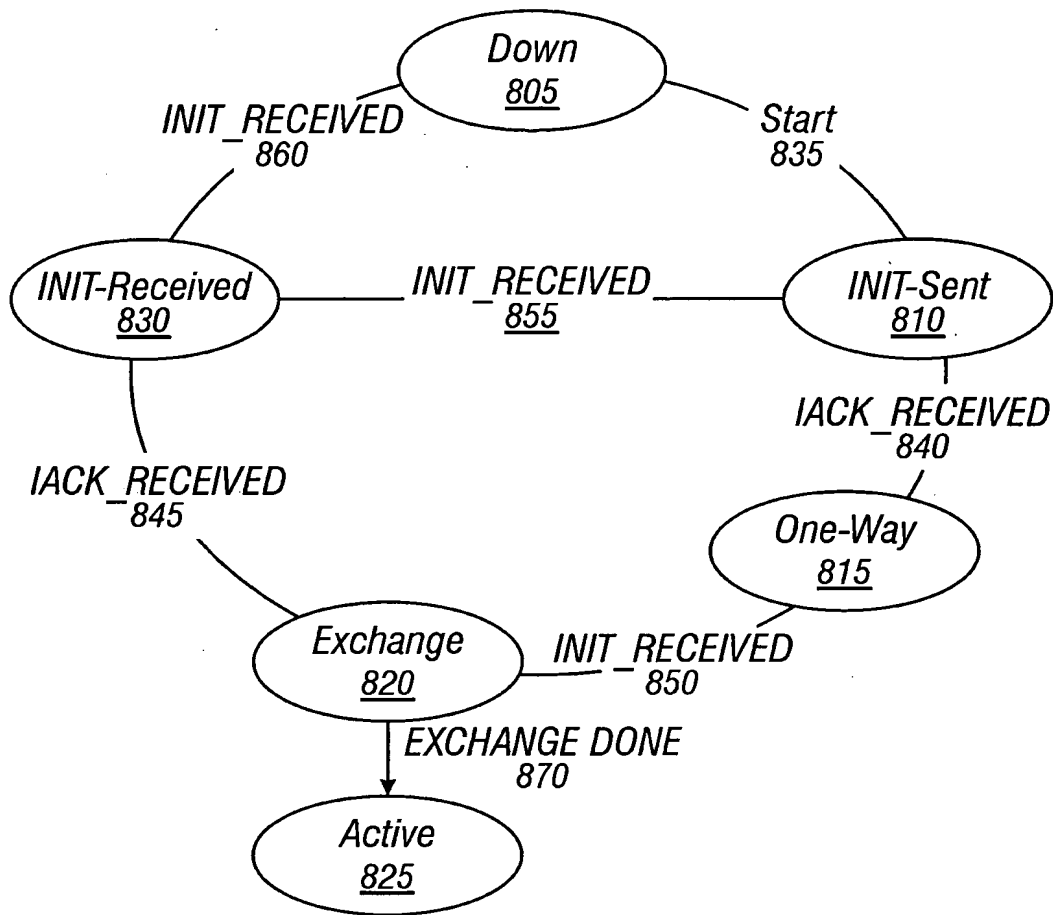 Down
805
INIT_RECEIVED
860
Start
835
INIT-Received
830
INIT_RECEIVED
855
INIT-Sent
810
IACK_RECEIVED
840
IACK_RECEIVED
845
One-Way
815
Exchange
820
INIT_RECEIVED
850
EXCHANGE DONE
870
Active
825